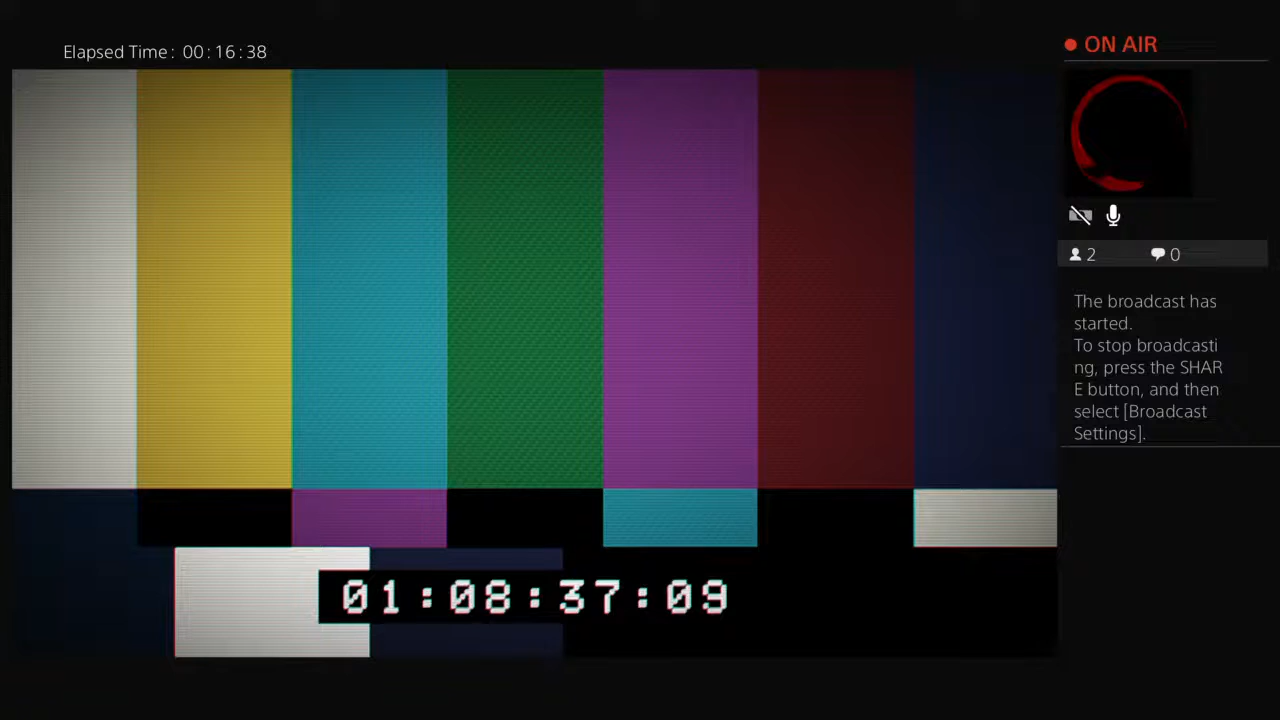 Elapsed Time: 00:16:38
ON AIR
2 0
The broadcast has
started.
To stop broadcasti
ng, press the SHAR
E button, and then
select [Broadcast
Settings].
01:08:37:09